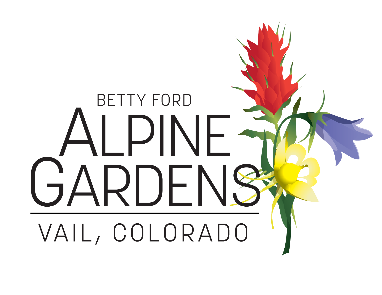 BETTY FORD
ALPINE
GARDENS
VAIL, COLORADO